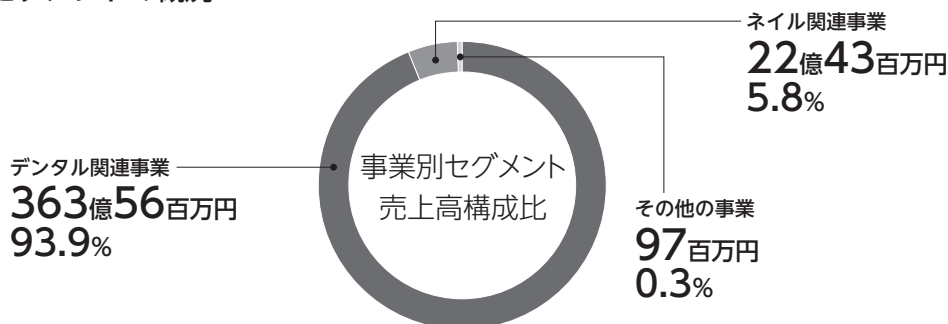 ネイル関連事業
22億43百万円
5.8%
デンタル関連事業
363億56百万円
93.9%
事業別セグメント
売上高構成比
その他の事業
97百万円
0.3%